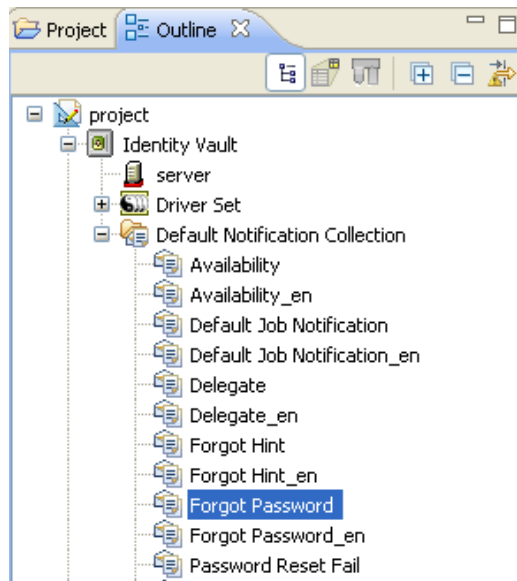 Project Outline
project
Identity Vault
server
Driver Set
Default Notification Collection
Availability
Availability_en
Default Job Notification
Default Job Notification_en
Delegate
Delegate_en
Forgot Hint
Forgot Hint_en
Forgot Password
Forgot Password_en
Password Reset Fail